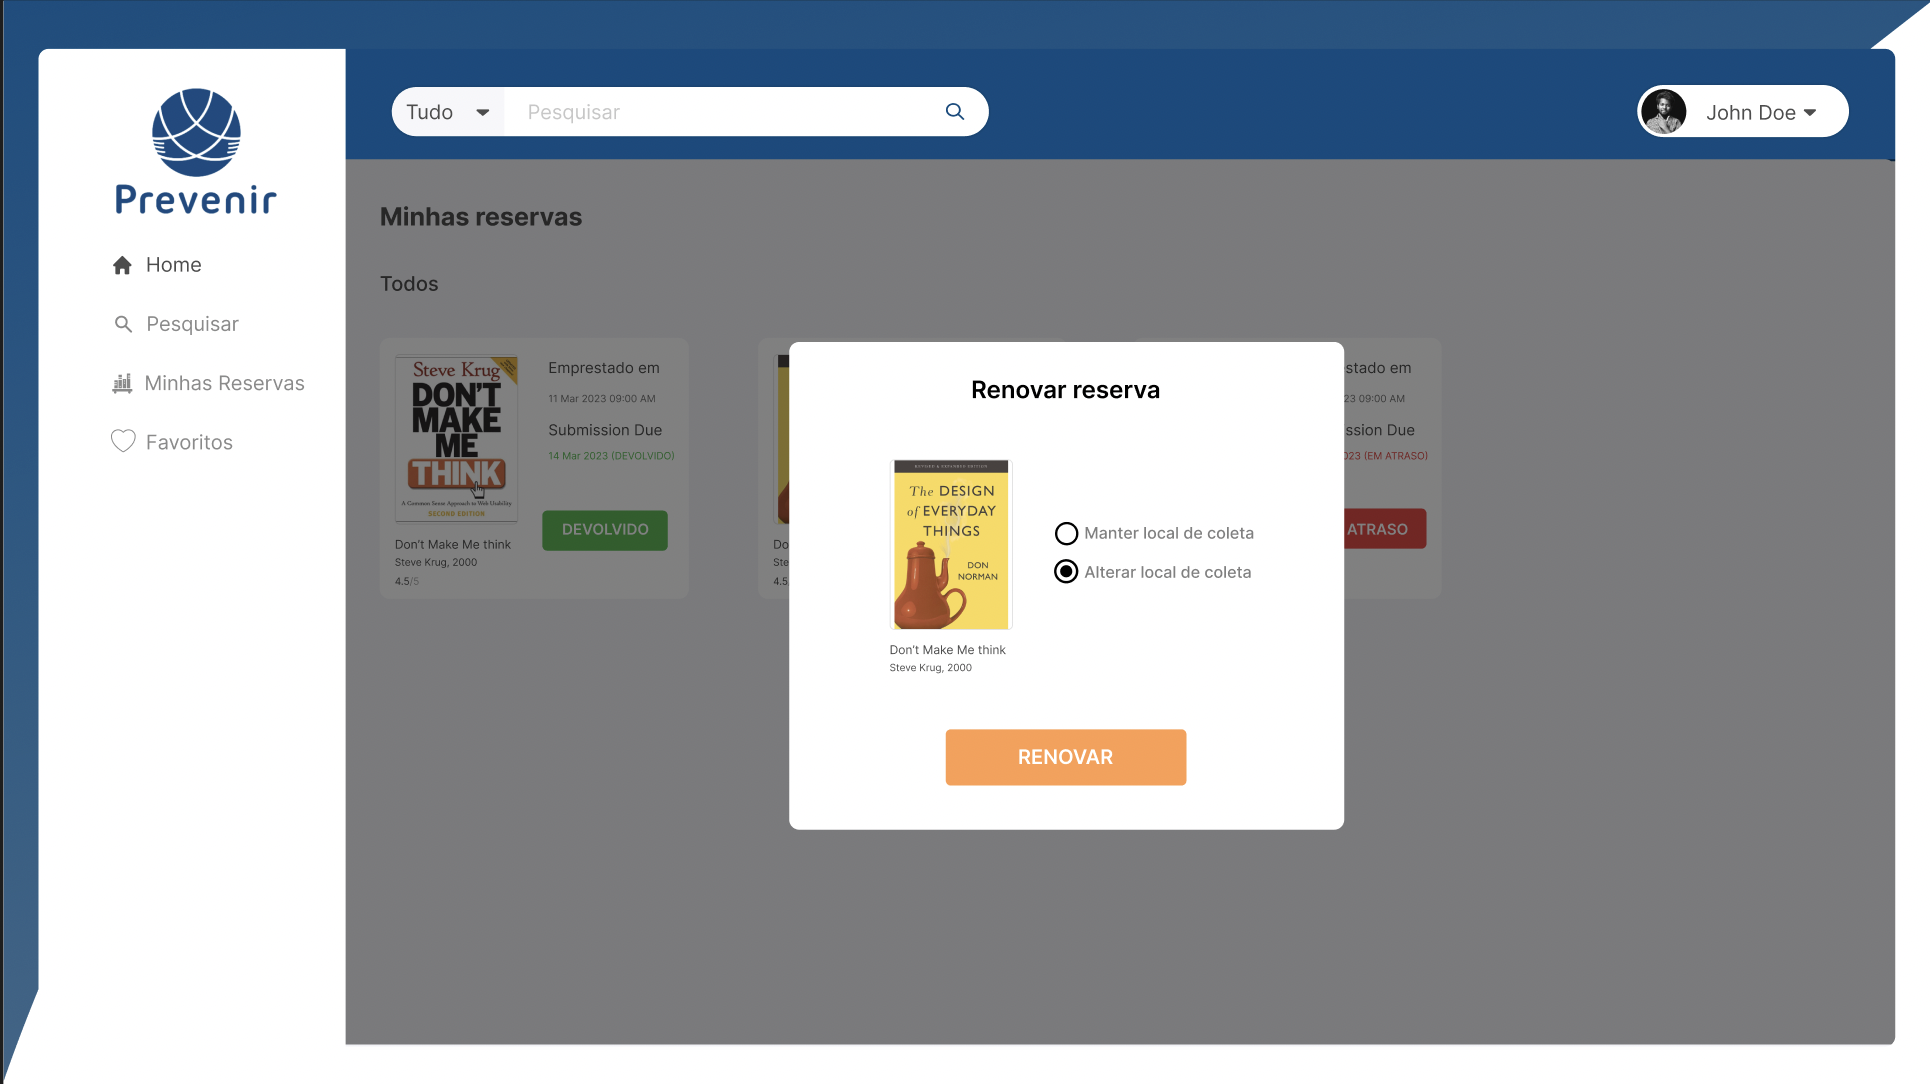 Prevenir
Home
Pesquisar
Minhas Reservas
Favoritos
Tudo
Pesquisar
John Doe
Minhas reservas
Todos
Steve Krug
DON'T
MAKE
ME
THINK
A Common Sense Approach to Web Usability
SECOND EDITION
Don't Make Me think
Steve Krug, 2000
4.5/5
Emprestado em
11 Mar 2023 09:00 AM
Submission Due
14 Mar 2023 (DEVOLVIDO)
DEVOLVIDO
Do
Ste
4.5
Renovar reserva
REVISED & EXPANDED EDITION
The DESIGN
of EVERYDAY
THINGS
DON
NORMAN
Don't Make Me think
Steve Krug, 2000
Manter local de coleta
Alterar local de coleta
RENOVAR
stado em
23 09:00 AM
ssion Due
023 (EM ATRASO)
ATRASO